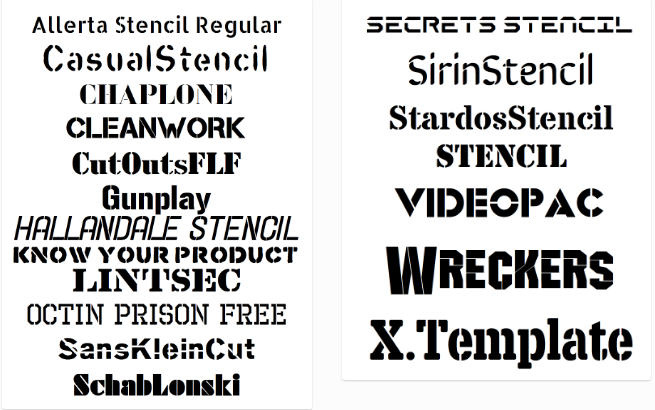 Allerta Stencil Regular
CasualStencil
CHAPLONE
CLEANWORK
CutOutsFLF
Gunplay
HALLANDALE STENCIL
KNOW YOUR PRODUCT
LINTSEC
OCTIN PRISON FREE
SansKleinCut
SchabLonski
SECRETS STENCIL
SirinStencil
StardosStencil
STENCIL
VIDEOPAC
WRECKERS
X.Template